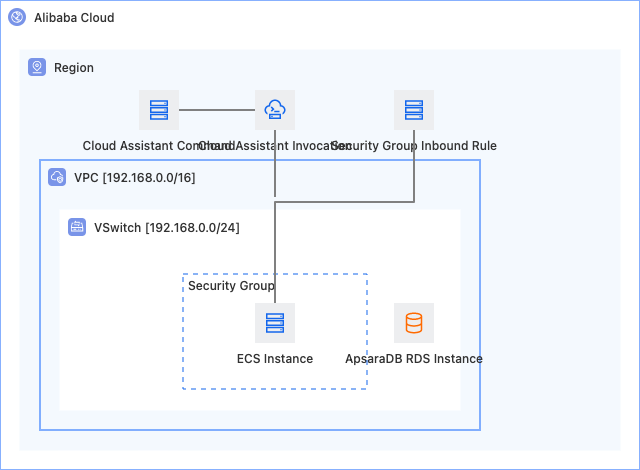 Alibaba Cloud
Region
Cloud Assistant Command
Cloud Assistant Invocation
Security Group Inbound Rule
VPC [192.168.0.0/16]
VSwitch [192.168.0.0/24]
Security Group
ECS Instance
ApsaraDB RDS Instance